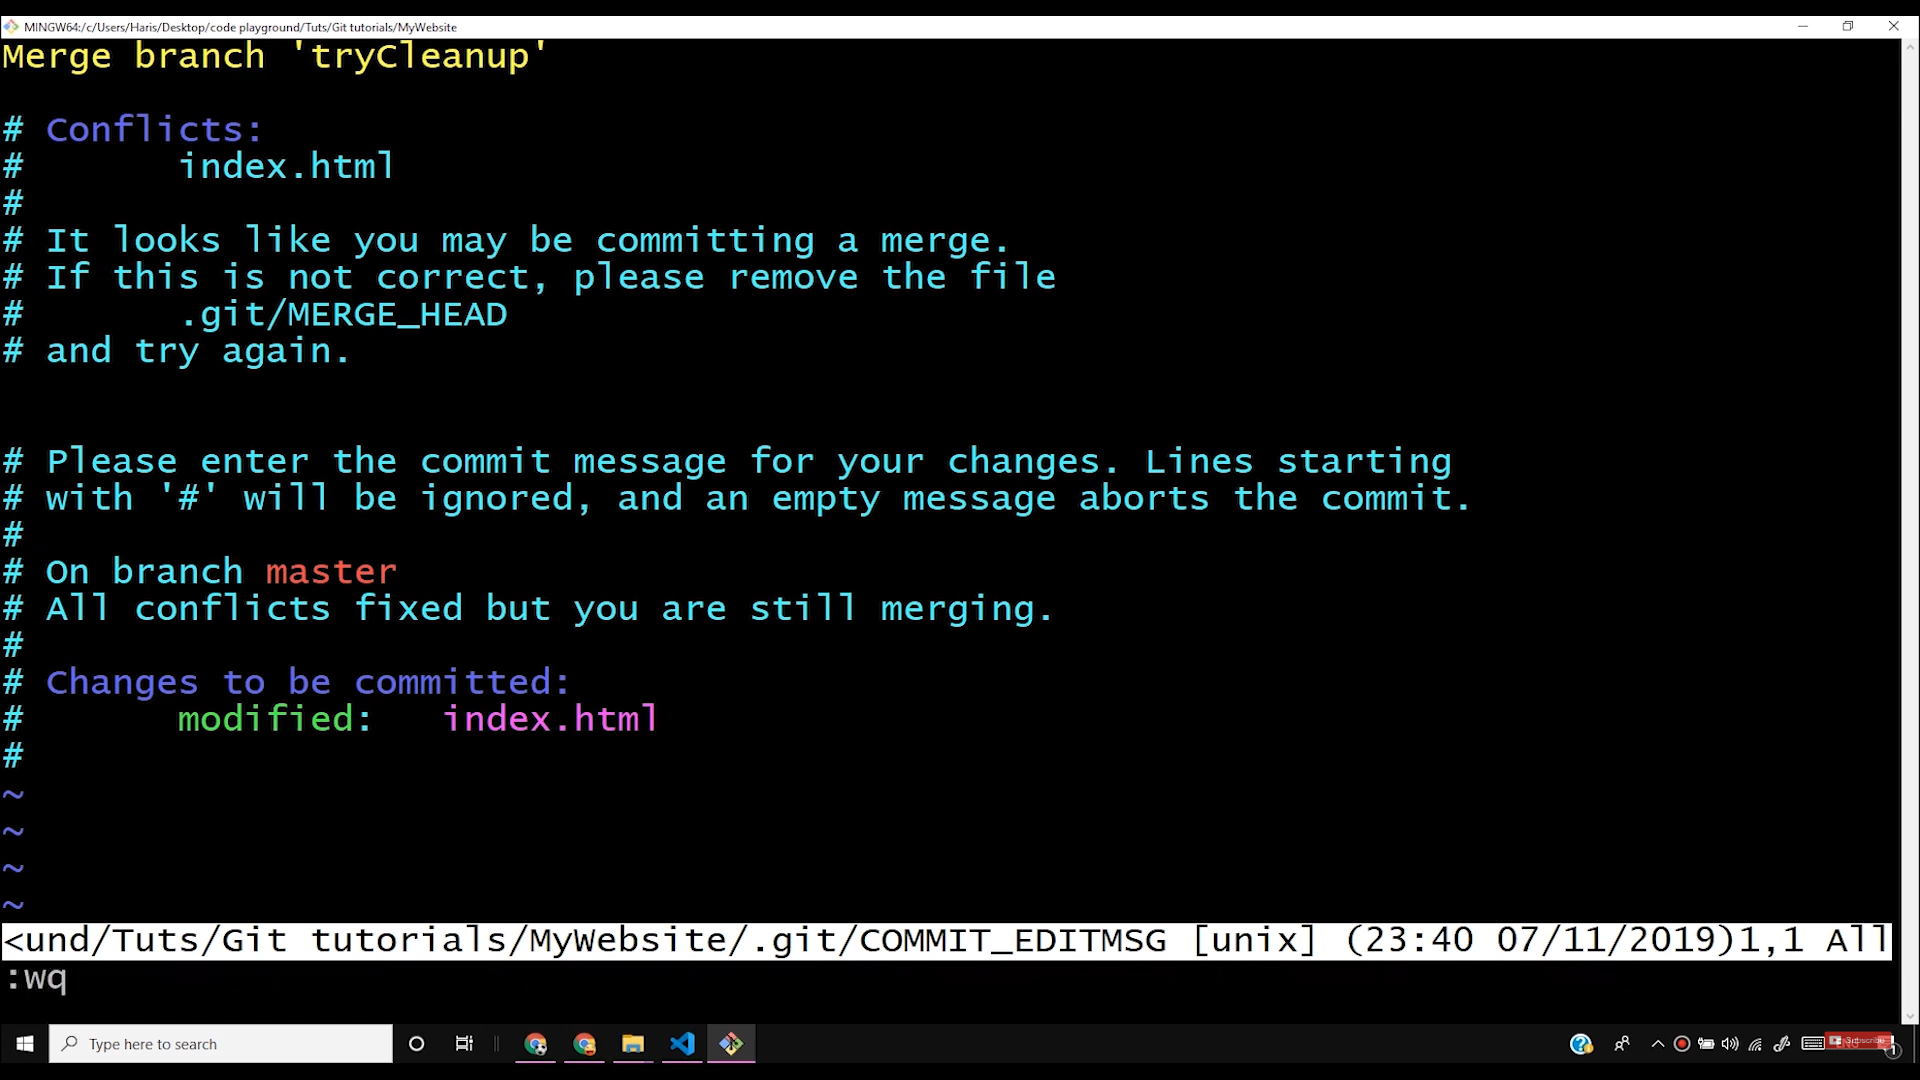 MINGW64:/c/Users/Haris/Desktop/code playground/Tuts/Git tutorials/MyWebsite
Merge branch 'tryCleanup'
# Conflicts:
#       index.html
#
# It looks like you may be committing a merge.
# If this is not correct, please remove the file
#       .git/MERGE_HEAD
# and try again.
# Please enter the commit message for your changes. Lines starting
# with '#' will be ignored, and an empty message aborts the commit.
#
# On branch master
# All conflicts fixed but you are still merging.
#
# Changes to be committed:
#       modified:   index.html
#
~
~
~
~
<und/Tuts/Git tutorials/MyWebsite/.git/COMMIT_EDITMSG [unix] (23:40 07/11/2019)1,1 All
:wq
Type here to search
Subscribe
1